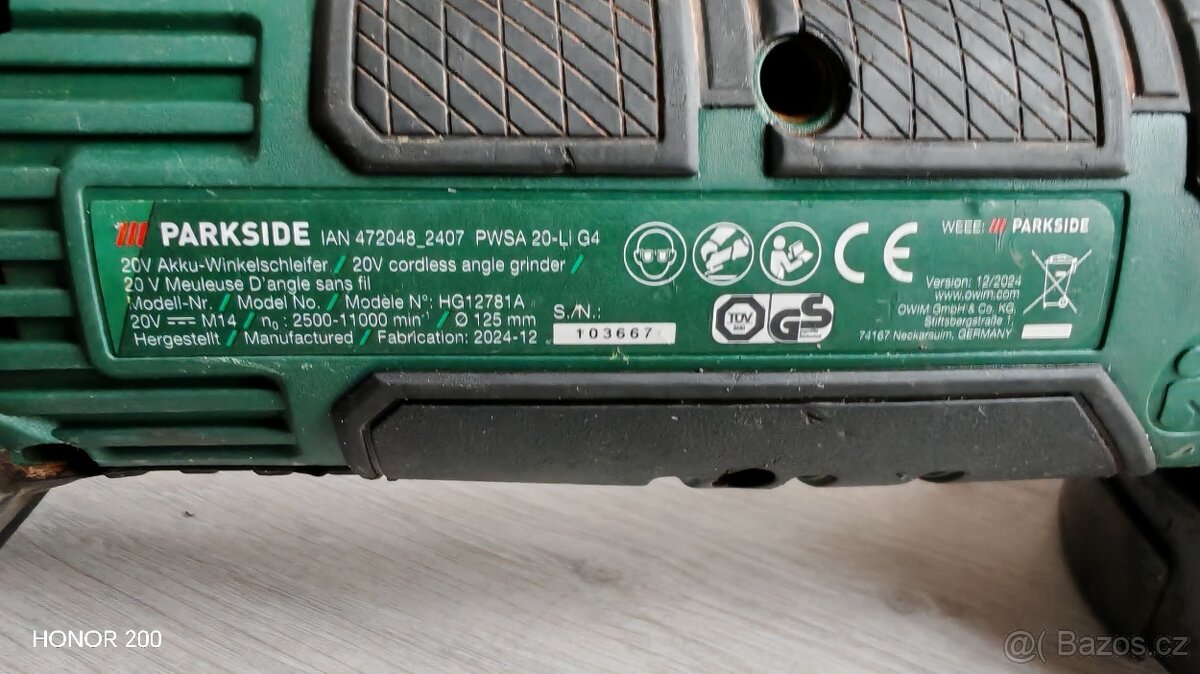 PARKSIDE IAN 472048_2407 PWSA 20-LI G4
20V Akku-Winkelschleifer / 20V cordless angle grinder /
20 V Meuleuse D'angle sans fil
Modell-Nr. / Model No. / Modèle N°: HG12781A
20V M14 / n₀ : 2500-11000 min⁻¹ / Ø 125 mm
Hergestellt / Manufactured / Fabrication: 2024-12
S./N.:
103667
CE
TÜV
GS
WEEE: PARKSIDE
Version: 12/2024
www.owim.com
OWIM GmbH & Co. KG,
Stiftsbergstraße 1,
74167 Neckarsulm, GERMANY
HONOR 200
@( Bazos.cz